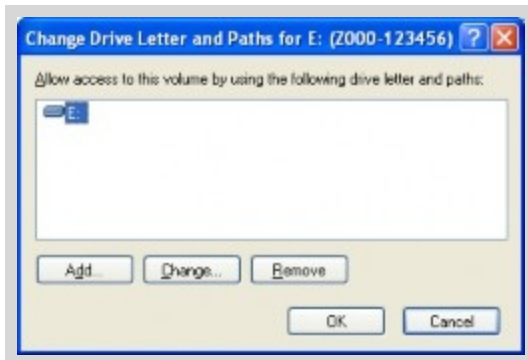 Change Drive Letter and Paths for E: (Z000-123456)
Allow access to this volume by using the following drive letter and paths:
E:
Add... Change... Remove
OK Cancel